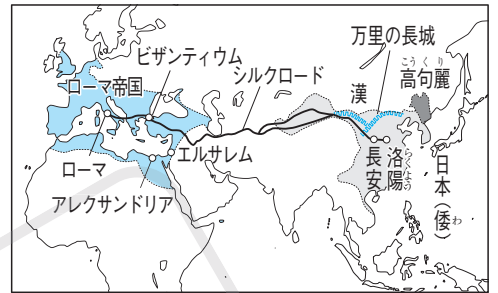 万里の長城
ビザンティウム
こうくり
高句麗
ローマ帝国
シルクロード
漢
エルサレム
ローマ
アレクサンドリア
長安
洛陽
らくよう
日本(倭)
わ